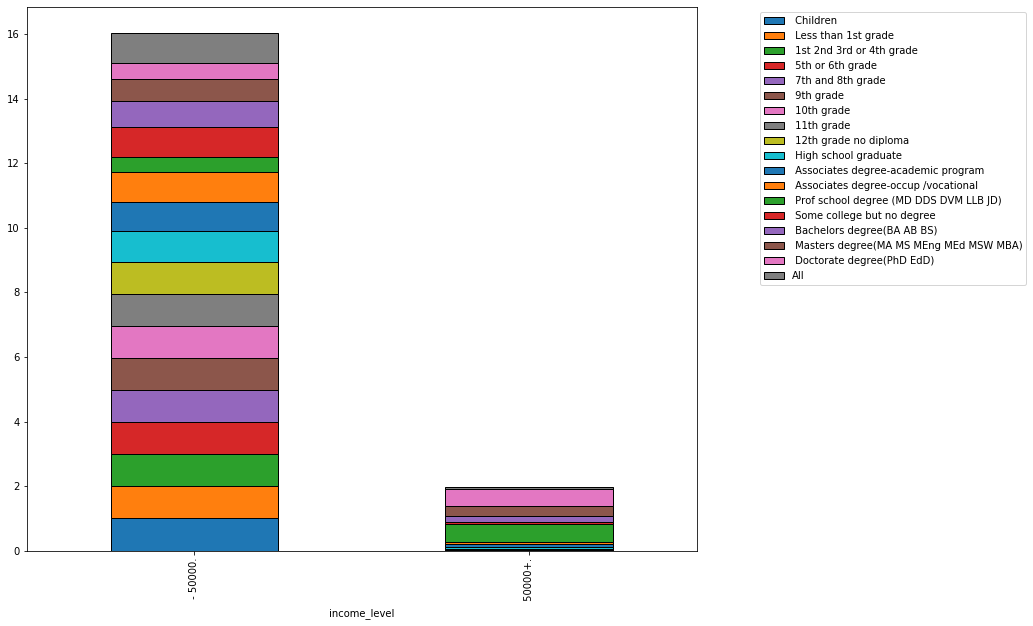 16
14
12
10
8
6
4
2
0
- 50000.
50000+.
income_level
Children
Less than 1st grade
1st 2nd 3rd or 4th grade
5th or 6th grade
7th and 8th grade
9th grade
10th grade
11th grade
12th grade no diploma
High school graduate
Associates degree-academic program
Associates degree-occup /vocational
Prof school degree (MD DDS DVM LLB JD)
Some college but no degree
Bachelors degree(BA AB BS)
Masters degree(MA MS MEng MEd MSW MBA)
Doctorate degree(PhD EdD)
All